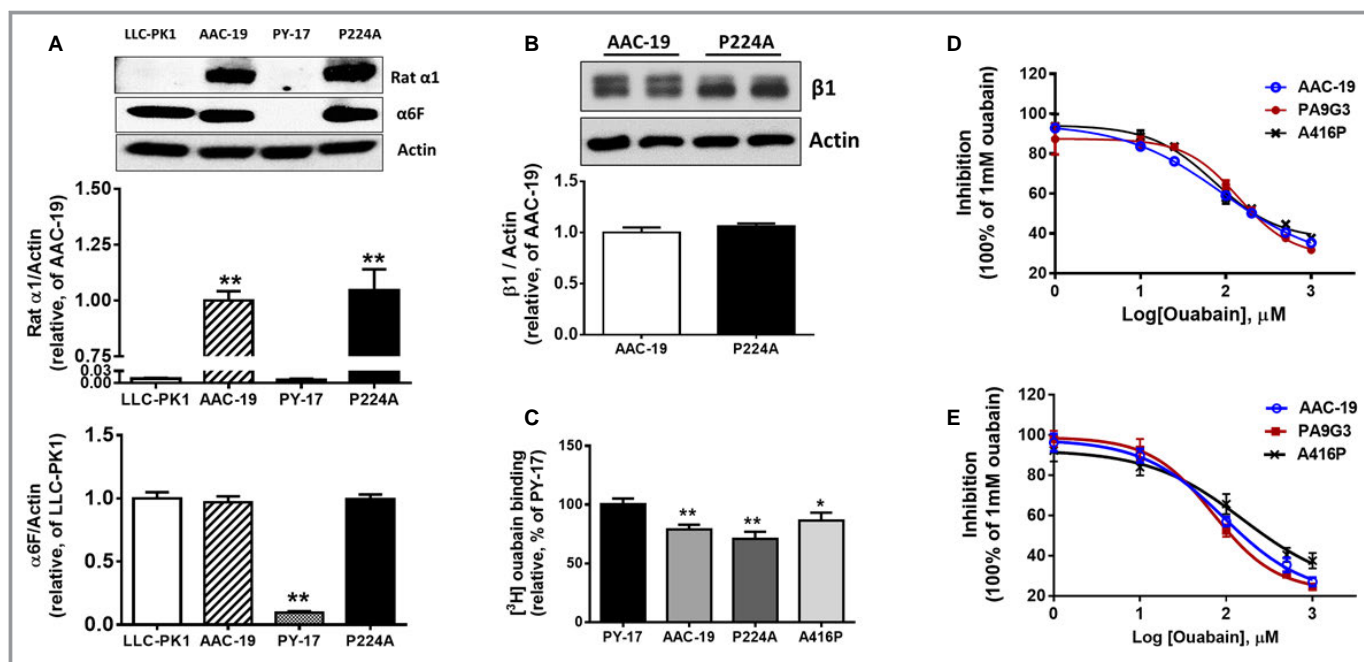 A
LLC-PK1 AAC-19 PY-17 P224A
Rat α1
α6F
Actin
Rat α1/Actin
(relative, of AAC-19)
1.50
1.25
1.00
0.75
0.03
0.00
**
**
LLC-PK1 AAC-19 PY-17 P224A
α6F/Actin
(relative, of LLC-PK1)
1.5
1.0
0.5
0.0
**
LLC-PK1 AAC-19 PY-17 P224A
B
AAC-19 P224A
β1
Actin
β1 / Actin
(relative, of AAC-19)
1.5
1.0
0.5
0.0
AAC-19 P224A
C
[³H] ouabain binding
(relative, % of PY-17)
150
100
50
0
**
**
*
PY-17 AAC-19 P224A A416P
D
AAC-19
PA9G3
A416P
Inhibition
(100% of 1mM ouabain)
120
100
80
60
40
20
0 1 2 3
Log[Ouabain], μM
E
AAC-19
PA9G3
A416P
Inhibition
(100% of 1mM ouabain)
120
100
80
60
40
20
0 1 2 3
Log [Ouabain], μM